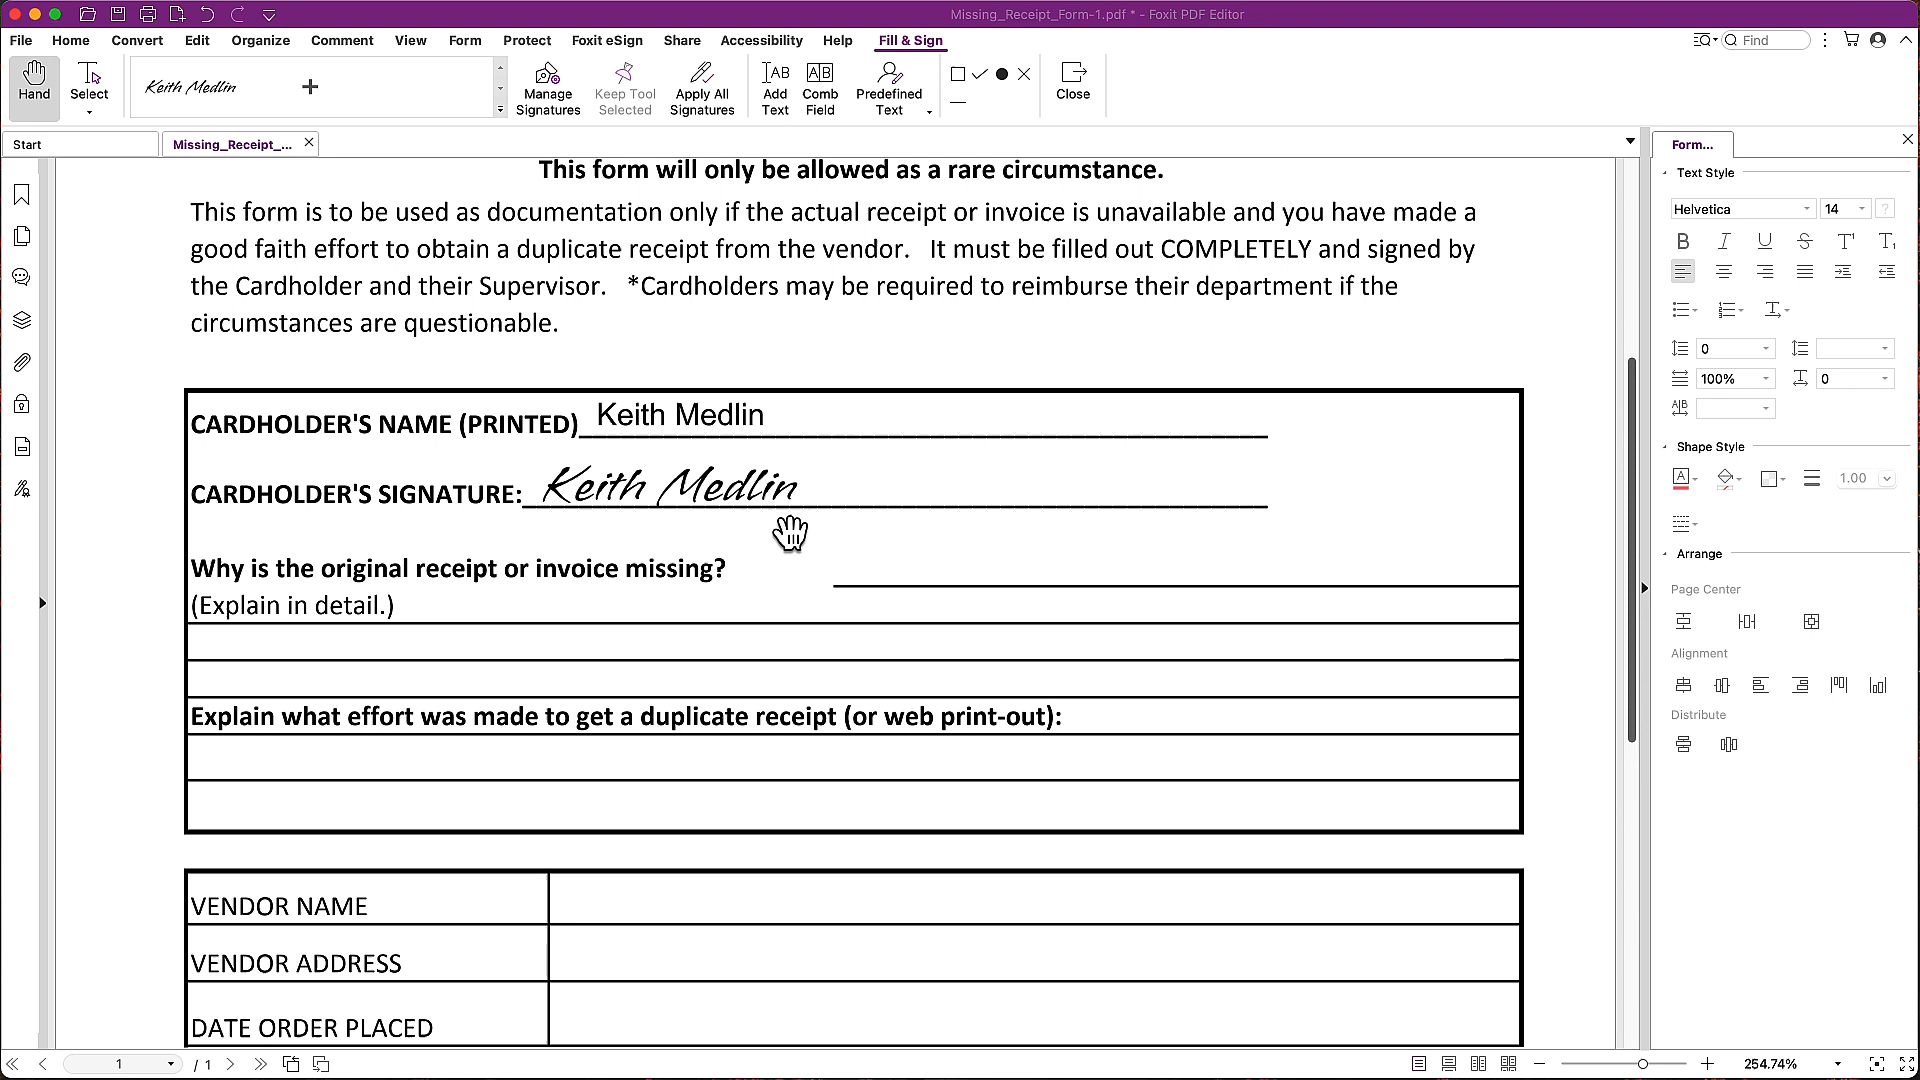 Missing_Receipt_Form-1.pdf * - Foxit PDF Editor
File Home Convert Edit Organize Comment View Form Protect Foxit eSign Share Accessibility Help Fill & Sign Find
Hand Select Keith Medlin Manage Signatures Keep Tool Selected Apply All Signatures Add Text Comb Field Predefined Text Close
Start Missing_Receipt_... Form...
This form will only be allowed as a rare circumstance.
This form is to be used as documentation only if the actual receipt or invoice is unavailable and you have made a
good faith effort to obtain a duplicate receipt from the vendor. It must be filled out COMPLETELY and signed by
the Cardholder and their Supervisor. *Cardholders may be required to reimburse their department if the
circumstances are questionable.
CARDHOLDER'S NAME (PRINTED) Keith Medlin
CARDHOLDER'S SIGNATURE: Keith Medlin
Why is the original receipt or invoice missing?
(Explain in detail.)
Explain what effort was made to get a duplicate receipt (or web print-out):
VENDOR NAME
VENDOR ADDRESS
DATE ORDER PLACED
Text Style
Helvetica 14
0
100% 0
Shape Style
1.00
Arrange
Page Center
Alignment
Distribute
1 / 1 254.74%